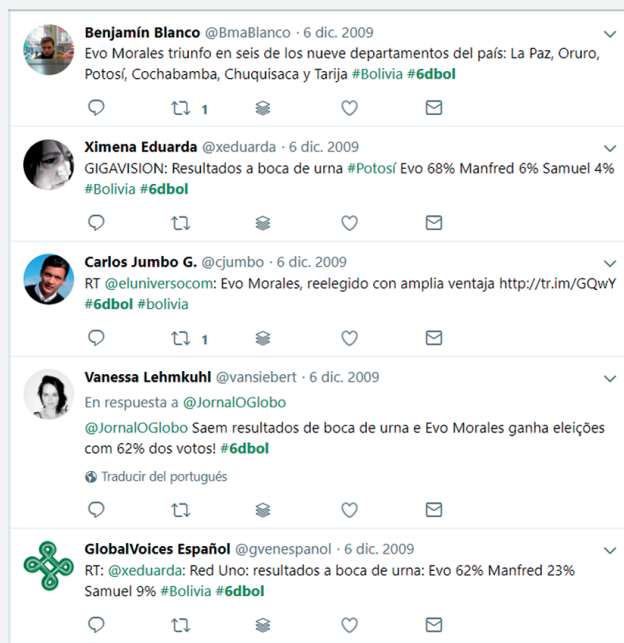 Benjamín Blanco @BmaBlanco · 6 dic. 2009
Evo Morales triunfo en seis de los nueve departamentos del país: La Paz, Oruro,
Potosí, Cochabamba, Chuquisaca y Tarija #Bolivia #6dbol
1
Ximena Eduarda @xeduarda · 6 dic. 2009
GIGAVISION: Resultados a boca de urna #Potosí Evo 68% Manfred 6% Samuel 4%
#Bolivia #6dbol
Carlos Jumbo G. @cjumbo · 6 dic. 2009
RT @eluniversocom: Evo Morales, reelegido con amplia ventaja http://tr.im/GQwY
#6dbol #bolivia
1
Vanessa Lehmkuhl @vansiebert · 6 dic. 2009
En respuesta a @JornalOGlobo
@JornalOGlobo Saem resultados de boca de urna e Evo Morales ganha eleições
com 62% dos votos! #6dbol
Traducir del portugués
GlobalVoices Español @gvenespanol · 6 dic. 2009
RT: @xeduarda: Red Uno: resultados a boca de urna: Evo 62% Manfred 23%
Samuel 9% #Bolivia #6dbol